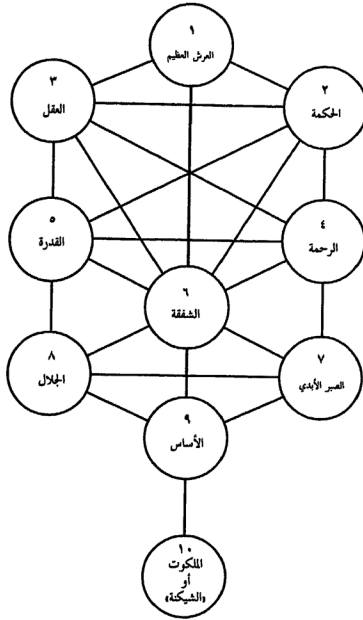 ١
العرش العظيم
٢
الحكمة
٣
العقل
٤
الرحمة
٥
القدرة
٦
الشفقة
٧
الصبر الأبدي
٨
الجلال
٩
الأساس
١٠
الملكوت
أو
«الشيكنة»